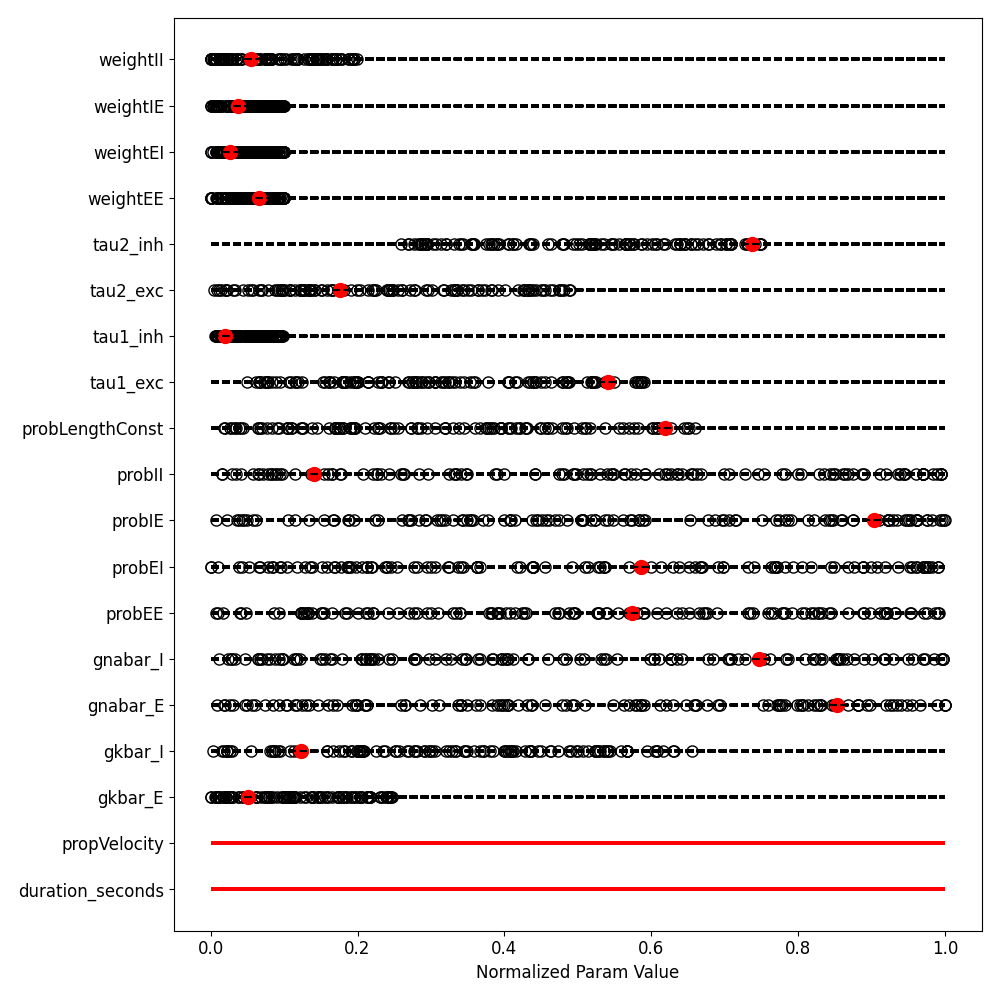 weightII
weightIE
weightEI
weightEE
tau2_inh
tau2_exc
tau1_inh
tau1_exc
probLengthConst
probII
probIE
probEI
probEE
gnabar_I
gnabar_E
gkbar_I
gkbar_E
propVelocity
duration_seconds
0.0 0.2 0.4 0.6 0.8 1.0
Normalized Param Value